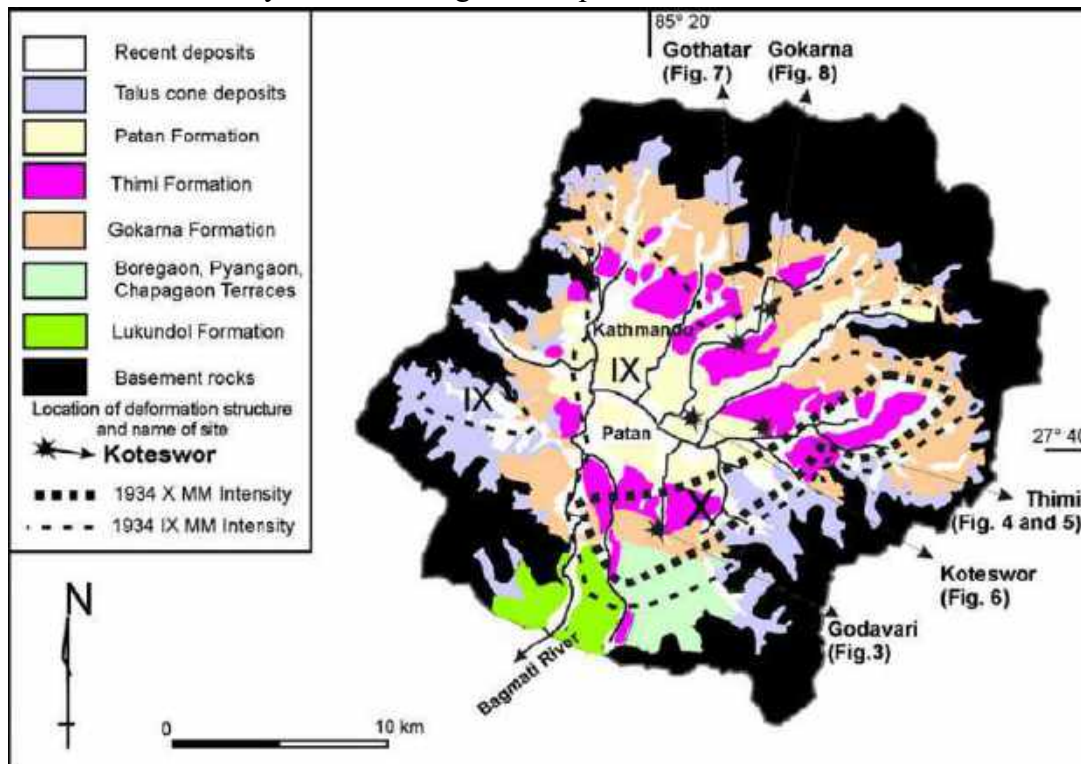 85° 20'
Gothatar
(Fig. 7)
Gokarna
(Fig. 8)
Recent deposits
Talus cone deposits
Patan Formation
Thimi Formation
Gokarna Formation
Boregaon, Pyangaon,
Chapagaon Terraces
Lukundol Formation
Basement rocks
Location of deformation structure
and name of site
Koteswor
1934 X MM Intensity
1934 IX MM Intensity
Kathmandu
IX
IX
Patan
X
27° 40'
Thimi
(Fig. 4 and 5)
Koteswor
(Fig. 6)
Godavari
(Fig.3)
Bagmati River
N
0
10 km